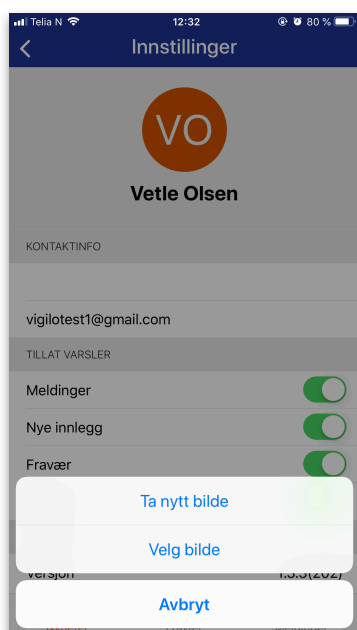 Telia N 12:32 80 %
Innstillinger
VO
Vetle Olsen
KONTAKTINFO
vigilotest1@gmail.com
TILLAT VARSLER
Meldinger
Nye innlegg
Fravær
Ta nytt bilde
Velg bilde
Versjon
Avbryt